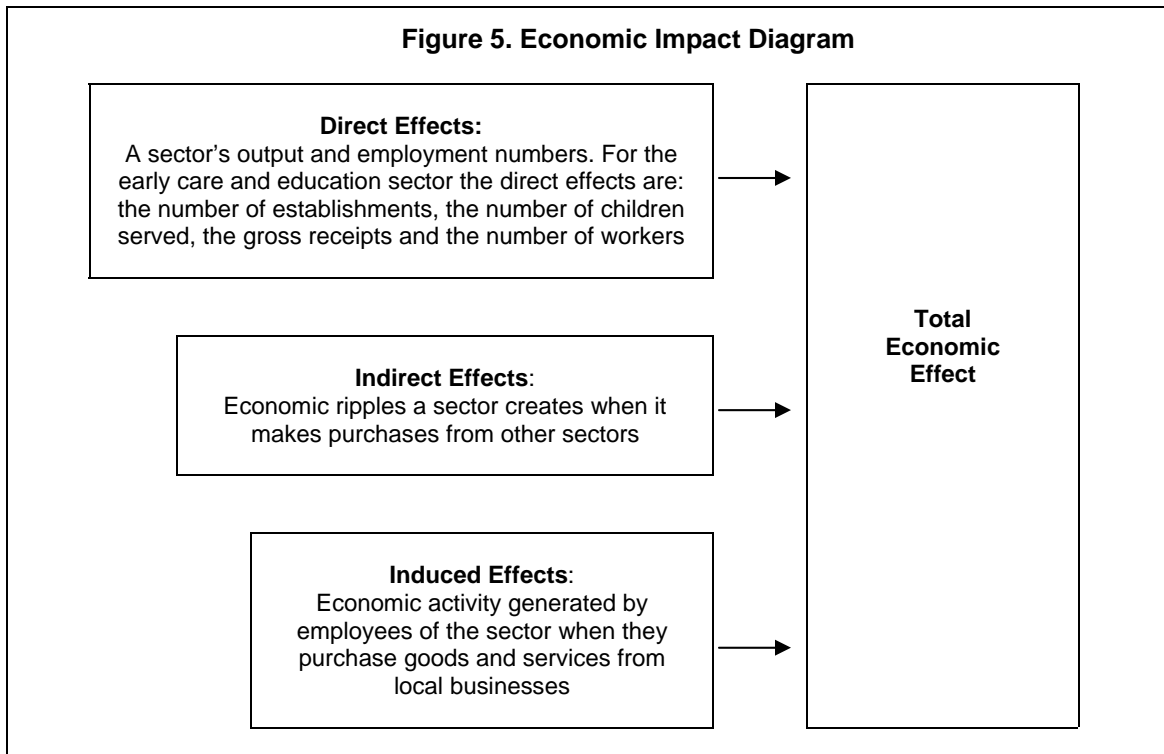 Figure 5. Economic Impact Diagram
Direct Effects:
A sector's output and employment numbers. For the
early care and education sector the direct effects are:
the number of establishments, the number of children
served, the gross receipts and the number of workers
Indirect Effects:
Economic ripples a sector creates when it
makes purchases from other sectors
Induced Effects:
Economic activity generated by
employees of the sector when they
purchase goods and services from
local businesses
Total
Economic
Effect